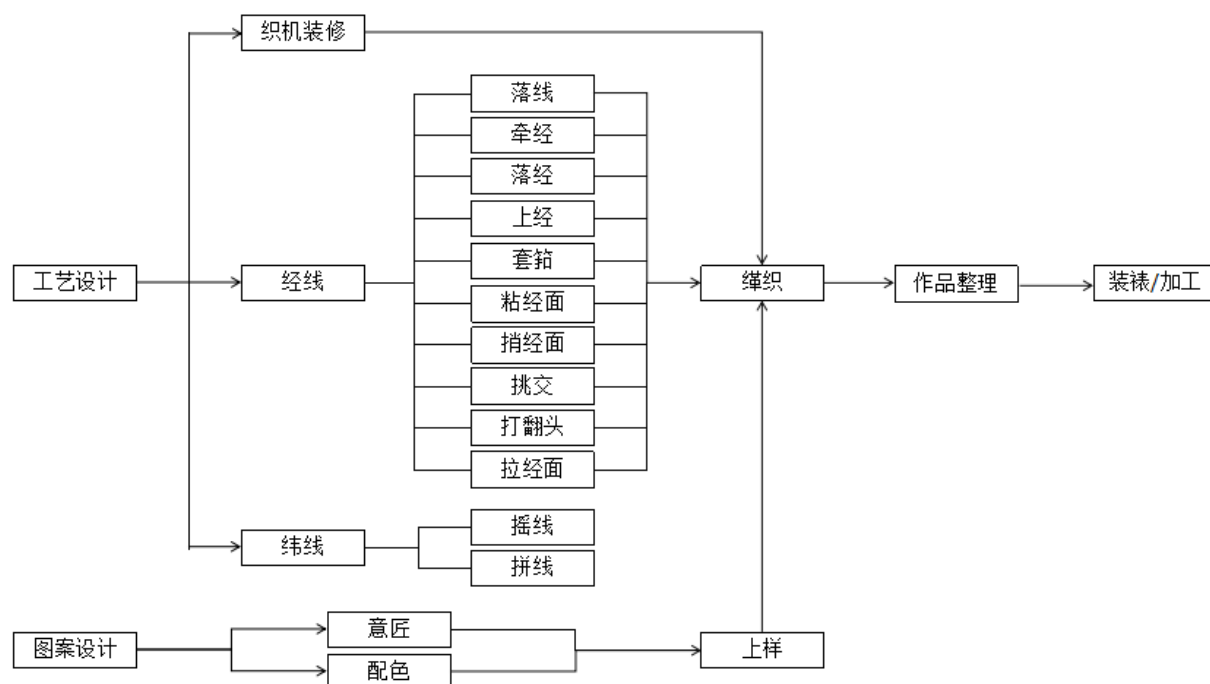 织机装修
落线
牵经
落经
上经
套筘
工艺设计
经线
缂织
作品整理
装裱/加工
粘经面
捎经面
挑交
打翻头
拉经面
纬线
摇线
拼线
图案设计
意匠
配色
上样